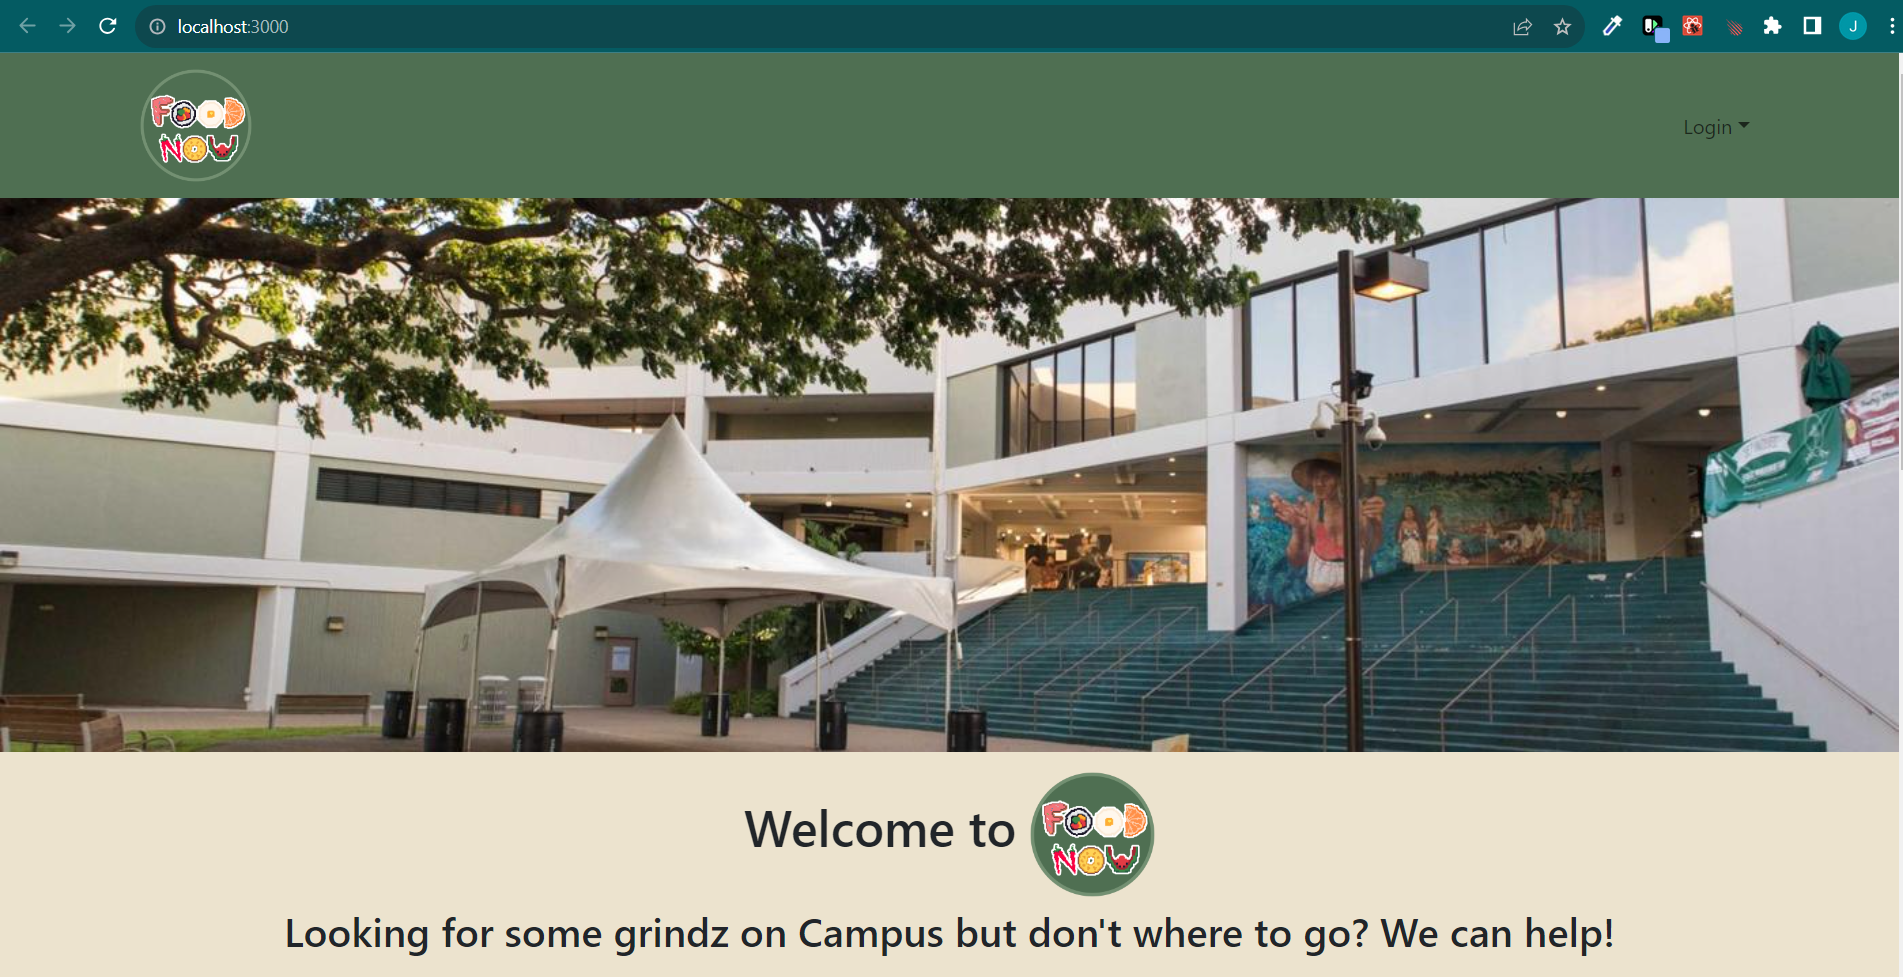 localhost:3000
J
FOOD
NOW
Login
Welcome to
FOOD
NOW
Looking for some grindz on Campus but don't where to go? We can help!